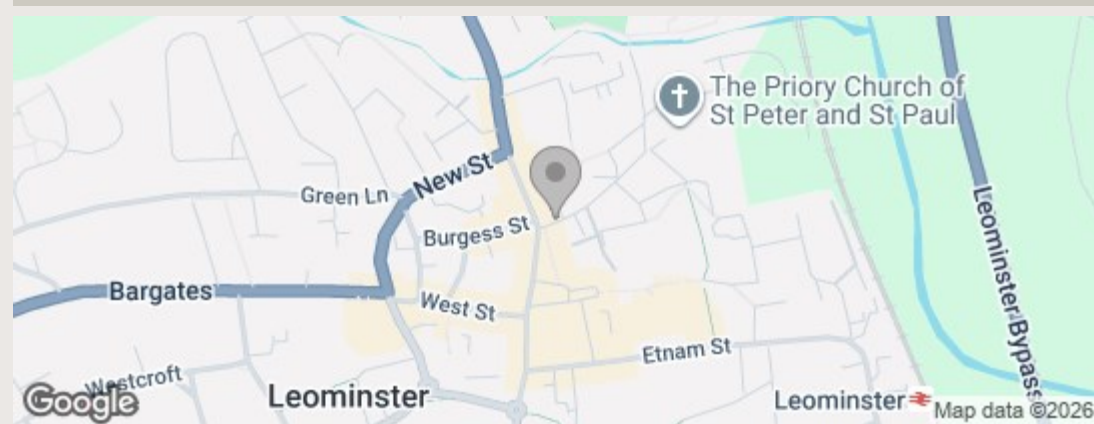 The Priory Church of
St Peter and St Paul
New St
Green Ln
Burgess St
Leominster Bypass
Bargates
West St
Etnam St
Westcroft
Leominster
Leominster
Google
Map data ©2026